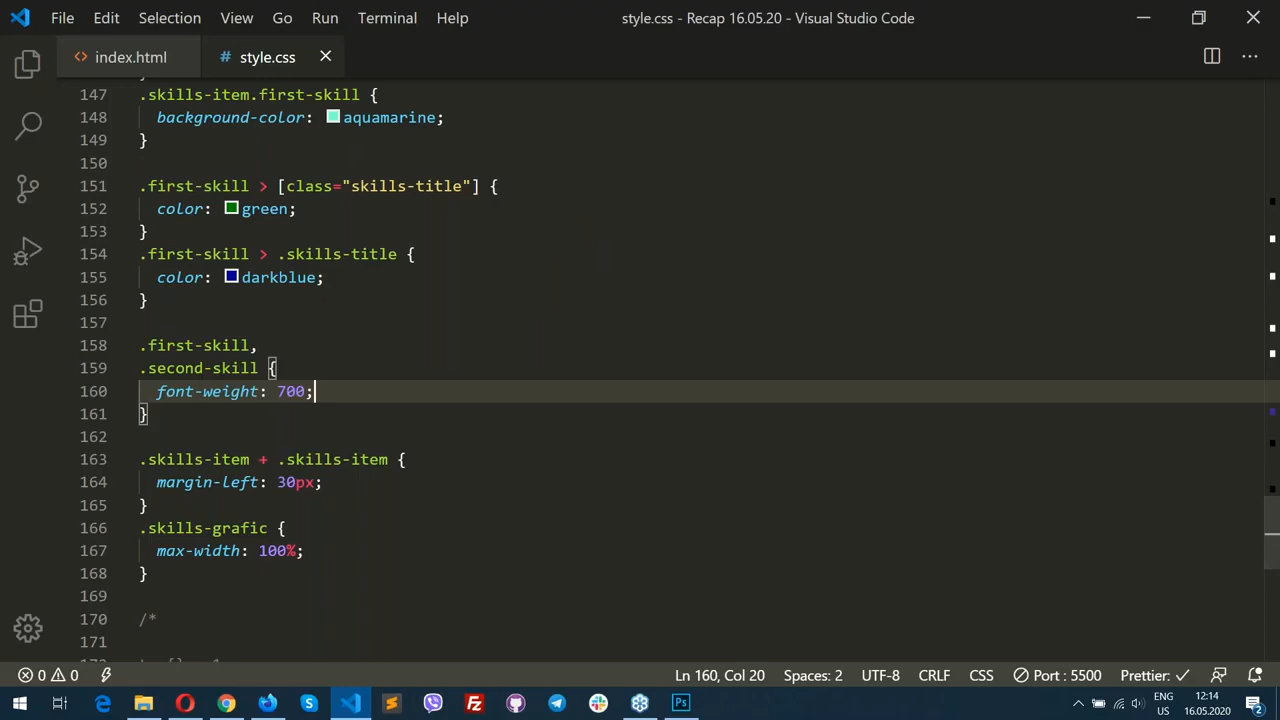 File Edit Selection View Go Run Terminal Help style.css - Recap 16.05.20 - Visual Studio Code
index.html # style.css
147 .skills-item.first-skill {
148 background-color: aquamarine;
149 }
150
151 .first-skill > [class="skills-title"] {
152 color: green;
153 }
154 .first-skill > .skills-title {
155 color: darkblue;
156 }
157
158 .first-skill,
159 .second-skill {
160 font-weight: 700;
161 }
162
163 .skills-item + .skills-item {
164 margin-left: 30px;
165 }
166 .skills-grafic {
167 max-width: 100%;
168 }
169
170 /*
171
0 0 Ln 160, Col 20 Spaces: 2 UTF-8 CRLF CSS Port : 5500 Prettier: ✓
ENG 12:14
US 16.05.2020 2